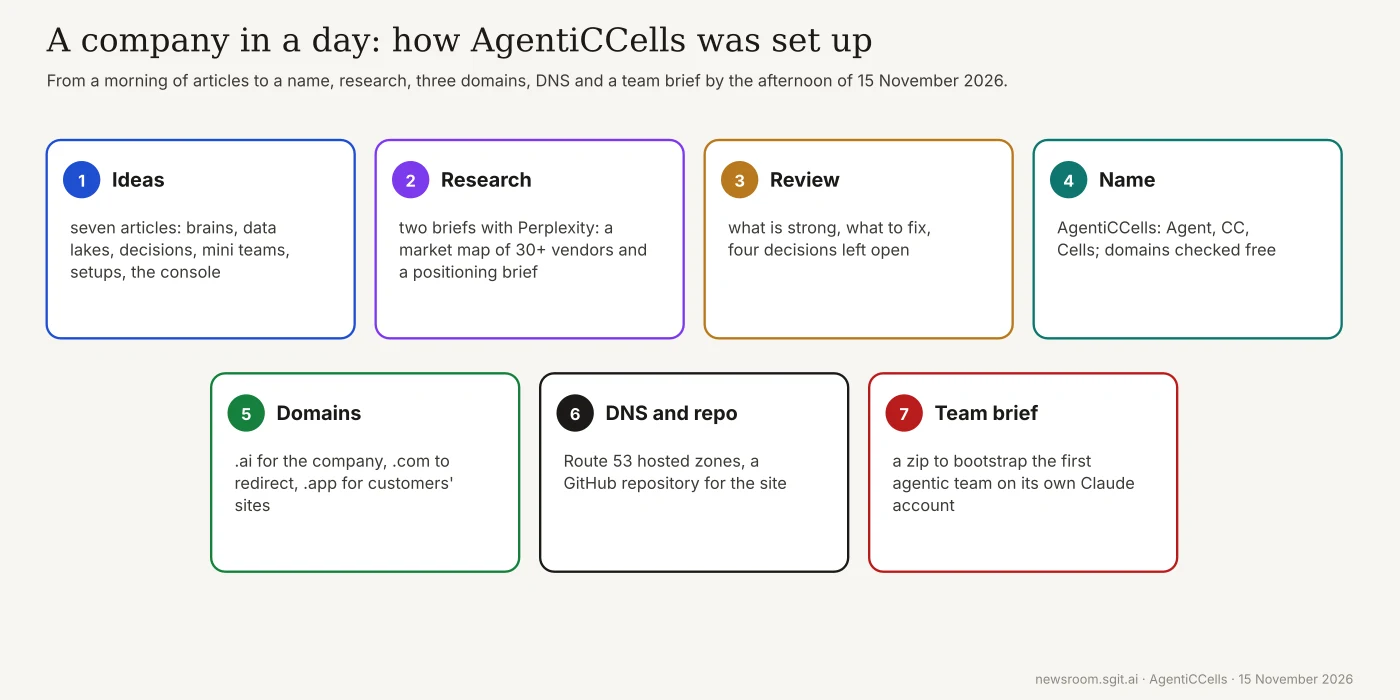 A company in a day: how AgentiCCells was set up
From a morning of articles to a name, research, three domains, DNS and a team brief by the afternoon of 15 November 2026.
1 Ideas
seven articles: brains, data
lakes, decisions, mini teams,
setups, the console
2 Research
two briefs with Perplexity: a
market map of 30+ vendors and
a positioning brief
3 Review
what is strong, what to fix,
four decisions left open
4 Name
AgentiCCells: Agent, CC,
Cells; domains checked free
5 Domains
.ai for the company, .com to
redirect, .app for customers'
sites
6 DNS and repo
Route 53 hosted zones, a
GitHub repository for the site
7 Team brief
a zip to bootstrap the first
agentic team on its own Claude
account
newsroom.sgit.ai · AgentiCCells · 15 November 2026